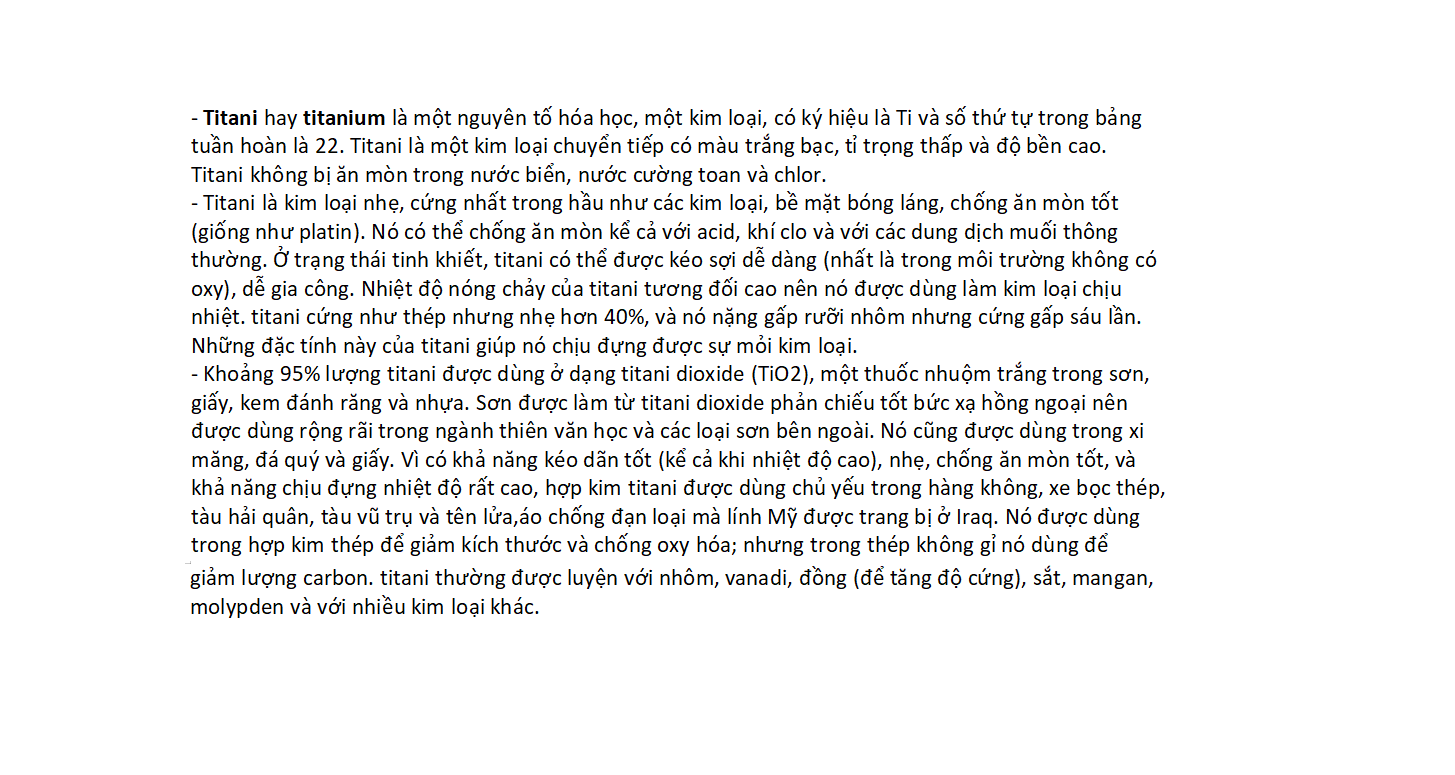 - Titani hay titanium là một nguyên tố hóa học, một kim loại, có ký hiệu là Ti và số thứ tự trong bảng
tuần hoàn là 22. Titani là một kim loại chuyển tiếp có màu trắng bạc, tỉ trọng thấp và độ bền cao.
Titani không bị ăn mòn trong nước biển, nước cường toan và chlor.
- Titani là kim loại nhẹ, cứng nhất trong hầu như các kim loại, bề mặt bóng láng, chống ăn mòn tốt
(giống như platin). Nó có thể chống ăn mòn kể cả với acid, khí clo và với các dung dịch muối thông
thường. Ở trạng thái tinh khiết, titani có thể được kéo sợi dễ dàng (nhất là trong môi trường không có
oxy), dễ gia công. Nhiệt độ nóng chảy của titani tương đối cao nên nó được dùng làm kim loại chịu
nhiệt. titani cứng như thép nhưng nhẹ hơn 40%, và nó nặng gấp rưỡi nhôm nhưng cứng gấp sáu lần.
Những đặc tính này của titani giúp nó chịu đựng được sự mỏi kim loại.
- Khoảng 95% lượng titani được dùng ở dạng titani dioxide (TiO2), một thuốc nhuộm trắng trong sơn,
giấy, kem đánh răng và nhựa. Sơn được làm từ titani dioxide phản chiếu tốt bức xạ hồng ngoại nên
được dùng rộng rãi trong ngành thiên văn học và các loại sơn bên ngoài. Nó cũng được dùng trong xi
măng, đá quý và giấy. Vì có khả năng kéo dãn tốt (kể cả khi nhiệt độ cao), nhẹ, chống ăn mòn tốt, và
khả năng chịu đựng nhiệt độ rất cao, hợp kim titani được dùng chủ yếu trong hàng không, xe bọc thép,
tàu hải quân, tàu vũ trụ và tên lửa,áo chống đạn loại mà lính Mỹ được trang bị ở Iraq. Nó được dùng
trong hợp kim thép để giảm kích thước và chống oxy hóa; nhưng trong thép không gỉ nó dùng để
giảm lượng carbon. titani thường được luyện với nhôm, vanadi, đồng (để tăng độ cứng), sắt, mangan,
molypden và với nhiều kim loại khác.